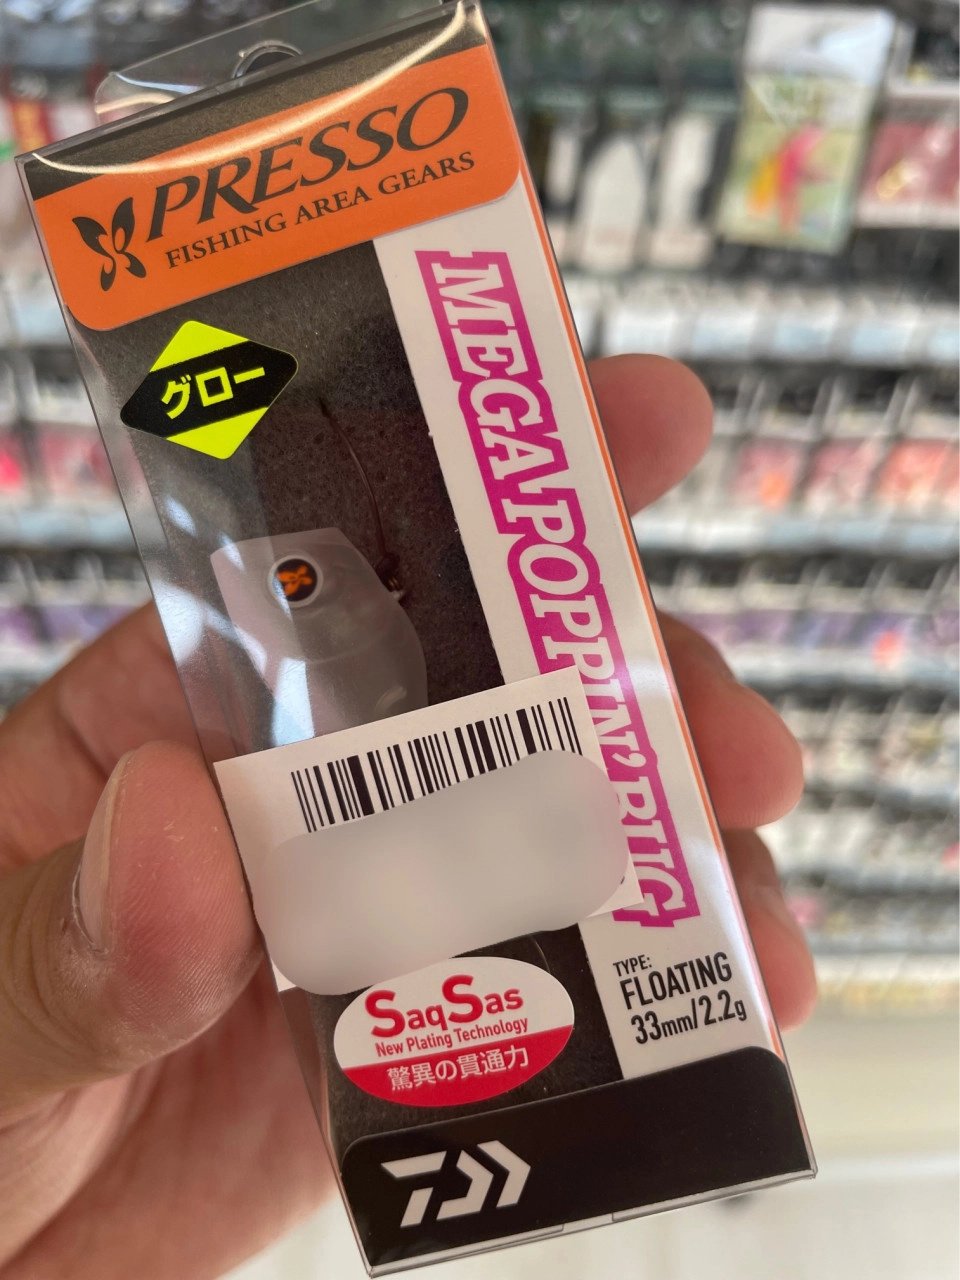 PRESSO
FISHING AREA GEARS
グロー
MEGA POPPIN' BUG
SaqSas
New Plating Technology
驚異の貫通力
TYPE:
FLOATING
33mm/2.2g